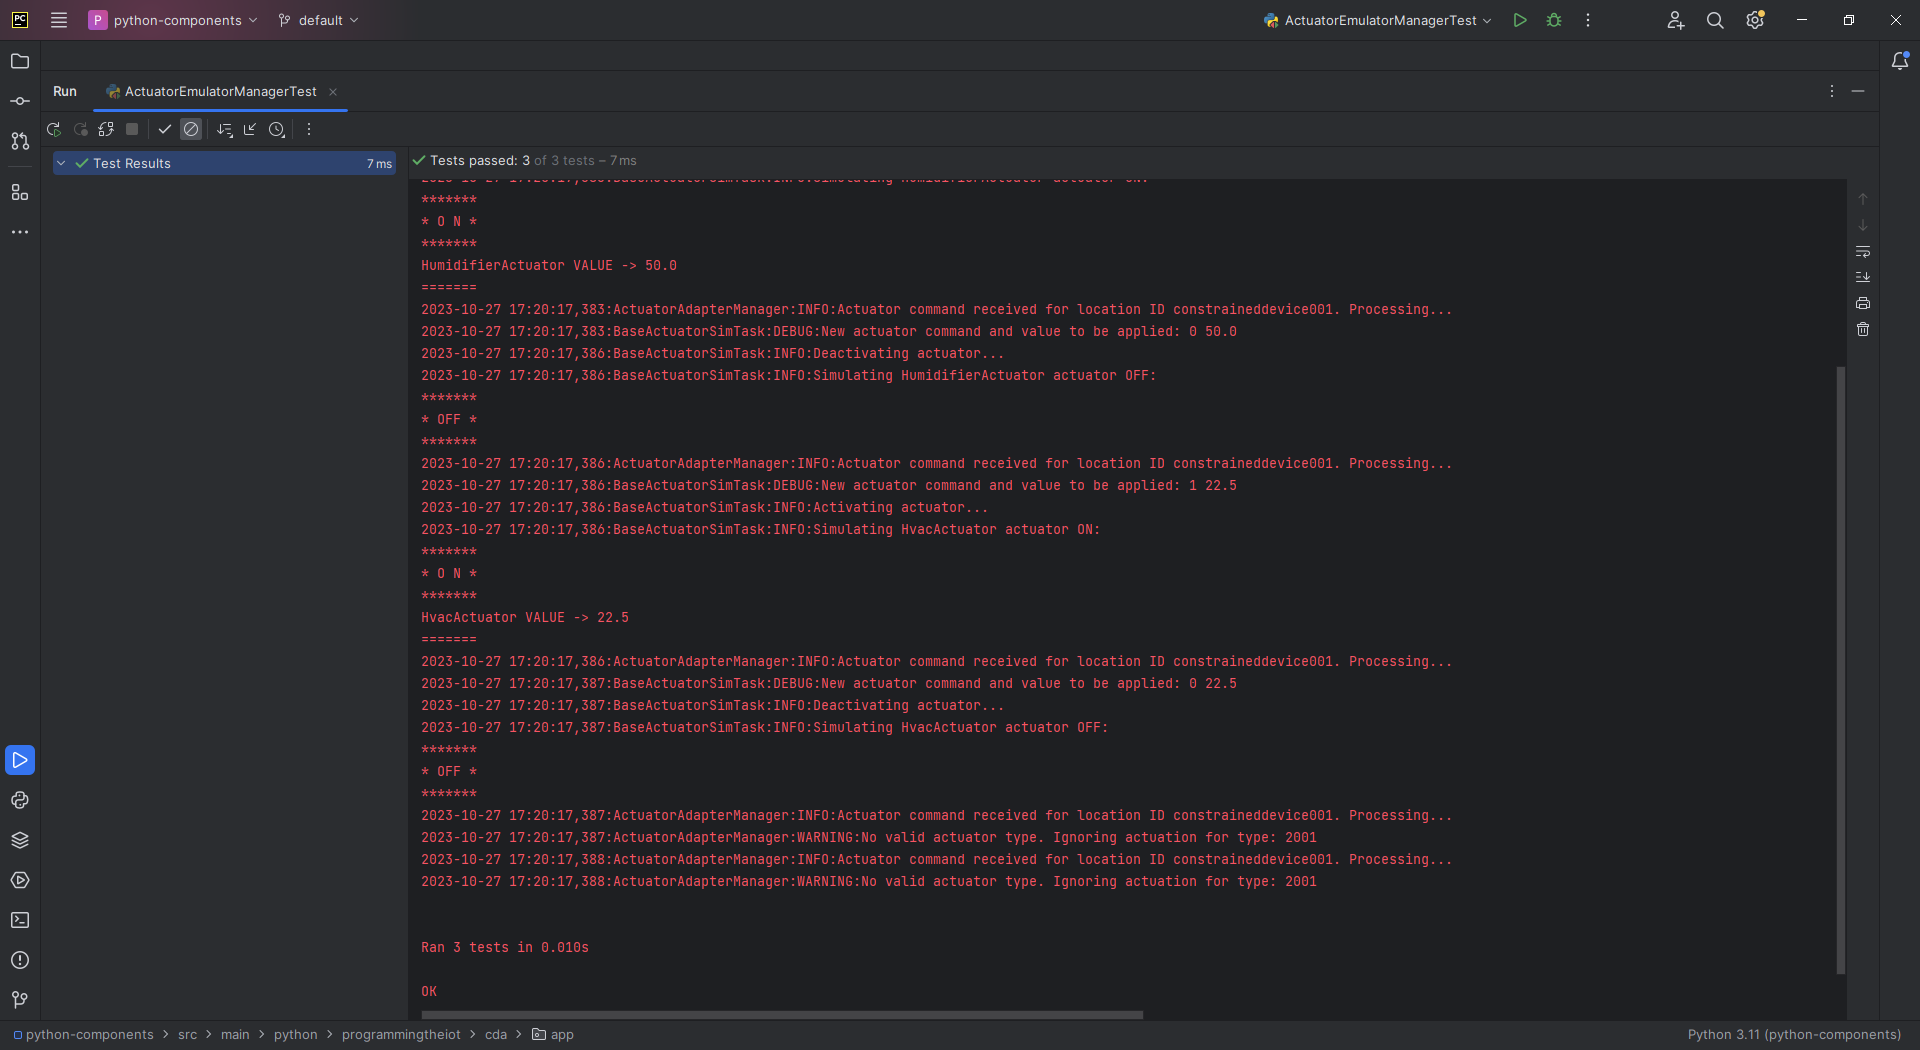 PC
P python-components
default
ActuatorEmulatorManagerTest
Run
ActuatorEmulatorManagerTest
Test Results 7 ms
Tests passed: 3 of 3 tests – 7 ms
*******
* O N *
*******
HumidifierActuator VALUE -> 50.0
=======
2023-10-27 17:20:17,383:ActuatorAdapterManager:INFO:Actuator command received for location ID constraineddevice001. Processing...
2023-10-27 17:20:17,383:BaseActuatorSimTask:DEBUG:New actuator command and value to be applied: 0 50.0
2023-10-27 17:20:17,386:BaseActuatorSimTask:INFO:Deactivating actuator...
2023-10-27 17:20:17,386:BaseActuatorSimTask:INFO:Simulating HumidifierActuator actuator OFF:
*******
* OFF *
*******
2023-10-27 17:20:17,386:ActuatorAdapterManager:INFO:Actuator command received for location ID constraineddevice001. Processing...
2023-10-27 17:20:17,386:BaseActuatorSimTask:DEBUG:New actuator command and value to be applied: 1 22.5
2023-10-27 17:20:17,386:BaseActuatorSimTask:INFO:Activating actuator...
2023-10-27 17:20:17,386:BaseActuatorSimTask:INFO:Simulating HvacActuator actuator ON:
*******
* O N *
*******
HvacActuator VALUE -> 22.5
=======
2023-10-27 17:20:17,386:ActuatorAdapterManager:INFO:Actuator command received for location ID constraineddevice001. Processing...
2023-10-27 17:20:17,387:BaseActuatorSimTask:DEBUG:New actuator command and value to be applied: 0 22.5
2023-10-27 17:20:17,387:BaseActuatorSimTask:INFO:Deactivating actuator...
2023-10-27 17:20:17,387:BaseActuatorSimTask:INFO:Simulating HvacActuator actuator OFF:
*******
* OFF *
*******
2023-10-27 17:20:17,387:ActuatorAdapterManager:INFO:Actuator command received for location ID constraineddevice001. Processing...
2023-10-27 17:20:17,387:ActuatorAdapterManager:WARNING:No valid actuator type. Ignoring actuation for type: 2001
2023-10-27 17:20:17,388:ActuatorAdapterManager:INFO:Actuator command received for location ID constraineddevice001. Processing...
2023-10-27 17:20:17,388:ActuatorAdapterManager:WARNING:No valid actuator type. Ignoring actuation for type: 2001
Ran 3 tests in 0.010s
OK
python-components > src > main > python > programmingtheiot > cda > app
Python 3.11 (python-components)